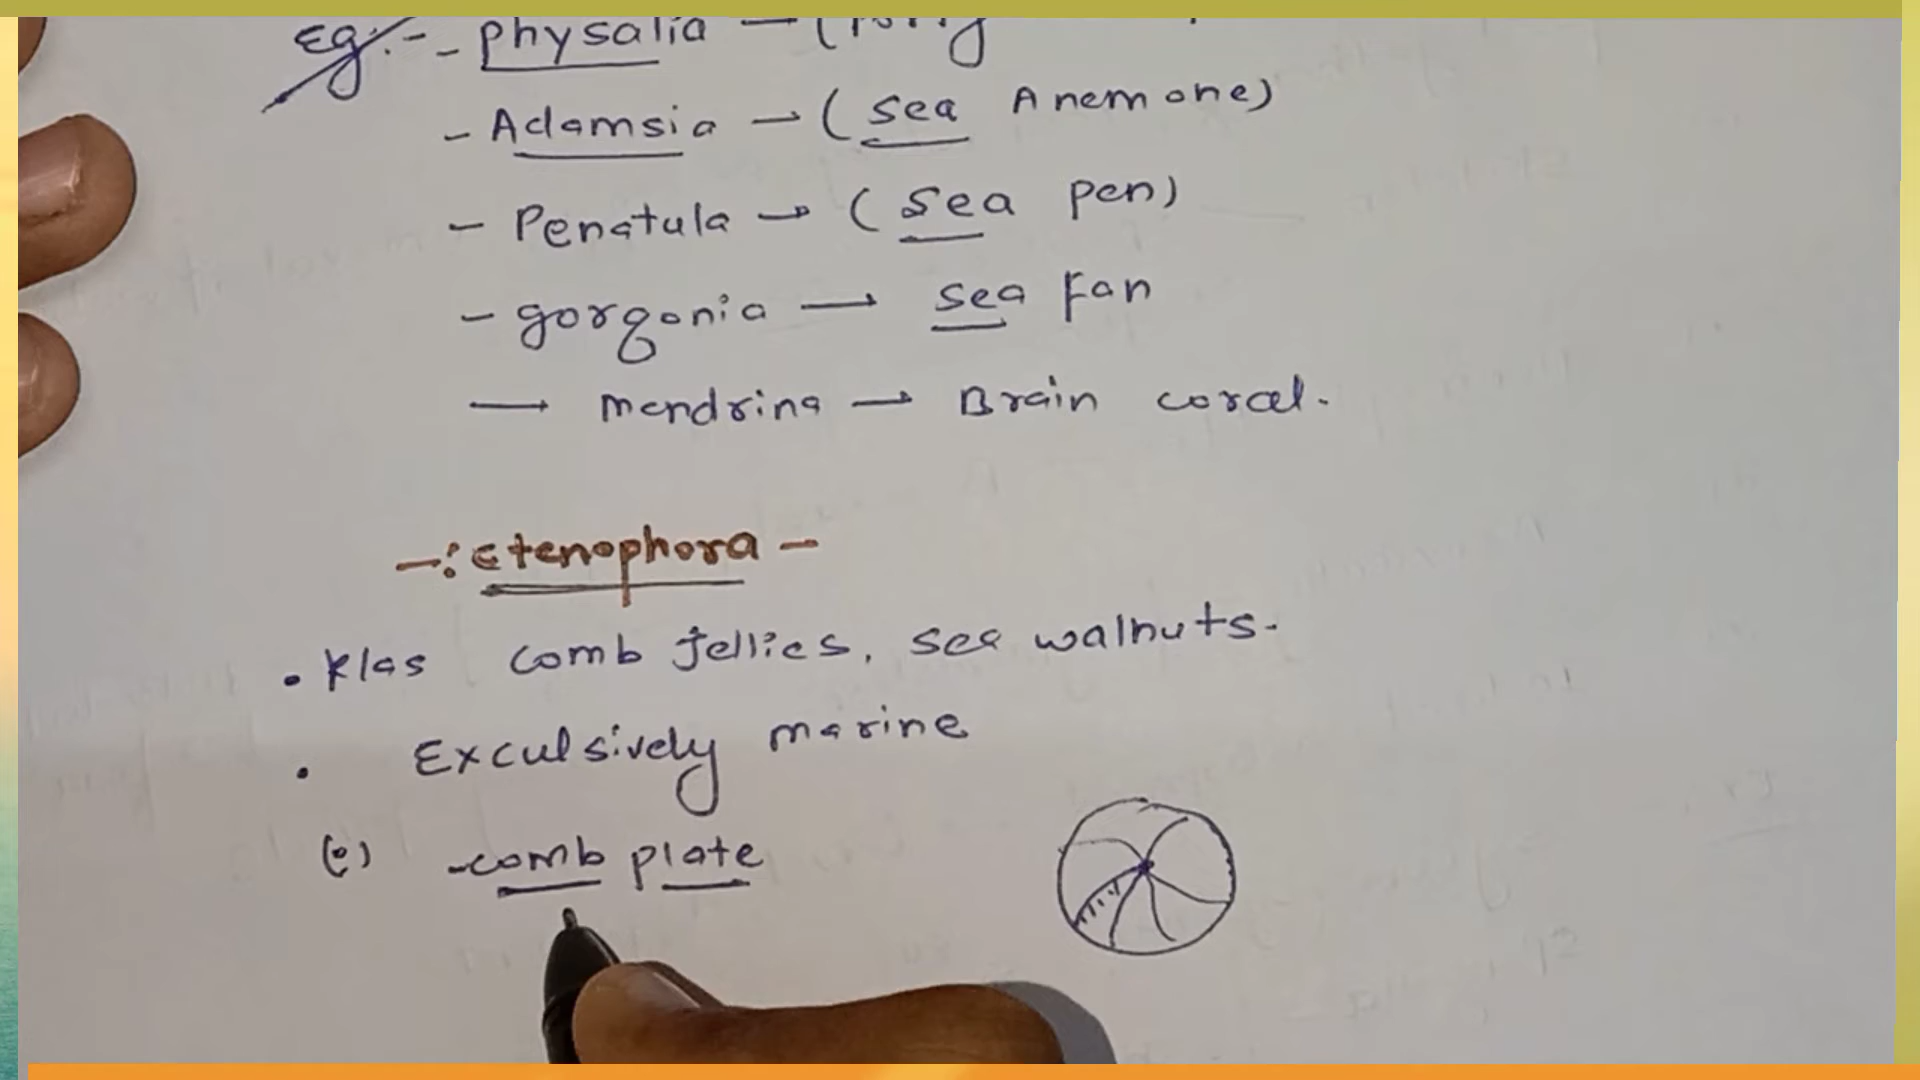 Eg:- - Physalia → (
- Adamsia → (Sea Anemone)
- Penatula → (Sea pen)
- gorgonia → Sea Fan
→ mendrina → Brain coral.
-: Ctenophora -
• Klas comb Jellies, sea walnuts.
• Exculsively marine
(•) -comb plate